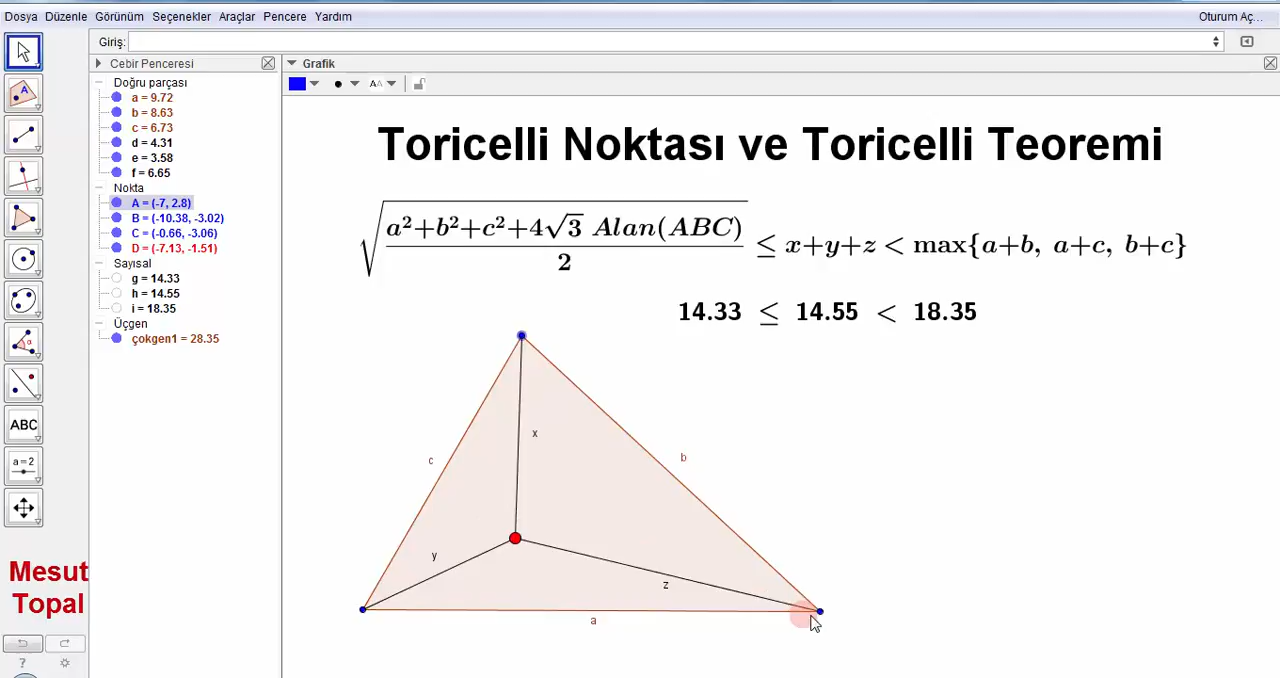 Dosya Düzenle Görünüm Seçenekler Araçlar Pencere Yardım
Oturum Aç...
Giriş:
Cebir Penceresi
Grafik
Doğru parçası
a = 9.72
b = 8.63
c = 6.73
d = 4.31
e = 3.58
f = 6.65
Nokta
A = (-7, 2.8)
B = (-10.38, -3.02)
C = (-0.66, -3.06)
D = (-7.13, -1.51)
Sayısal
g = 14.33
h = 14.55
i = 18.35
Üçgen
çokgen1 = 28.35
ABC
a=2
Mesut
Topal
Toricelli Noktası ve Toricelli Teoremi
√((a²+b²+c²+4√3 Alan(ABC))/2) ≤ x+y+z < max{a+b, a+c, b+c}
14.33 ≤ 14.55 < 18.35
x
c
b
y
z
a